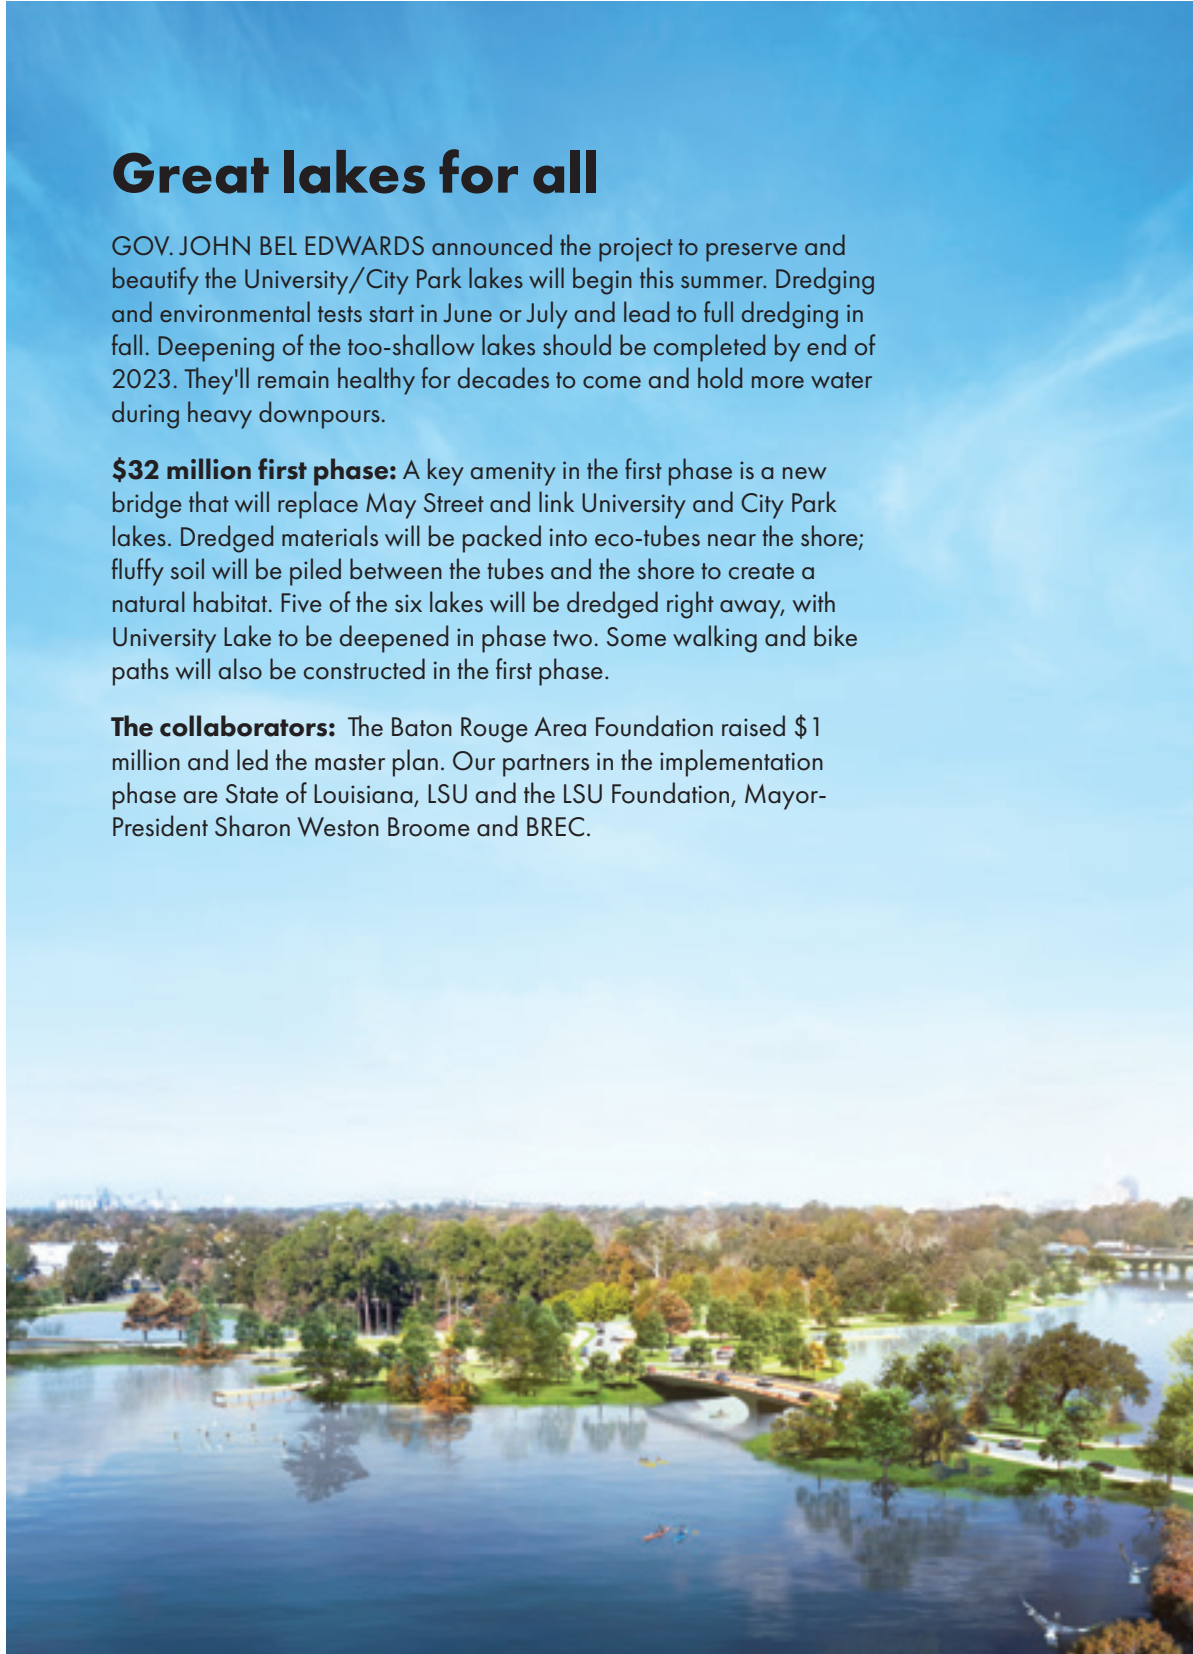 Great lakes for all
GOV. JOHN BEL EDWARDS announced the project to preserve and
beautify the University/City Park lakes will begin this summer. Dredging
and environmental tests start in June or July and lead to full dredging in
fall. Deepening of the too-shallow lakes should be completed by end of
2023. They'll remain healthy for decades to come and hold more water
during heavy downpours.
$32 million first phase: A key amenity in the first phase is a new
bridge that will replace May Street and link University and City Park
lakes. Dredged materials will be packed into eco-tubes near the shore;
fluffy soil will be piled between the tubes and the shore to create a
natural habitat. Five of the six lakes will be dredged right away, with
University Lake to be deepened in phase two. Some walking and bike
paths will also be constructed in the first phase.
The collaborators: The Baton Rouge Area Foundation raised $1
million and led the master plan. Our partners in the implementation
phase are State of Louisiana, LSU and the LSU Foundation, Mayor-
President Sharon Weston Broome and BREC.